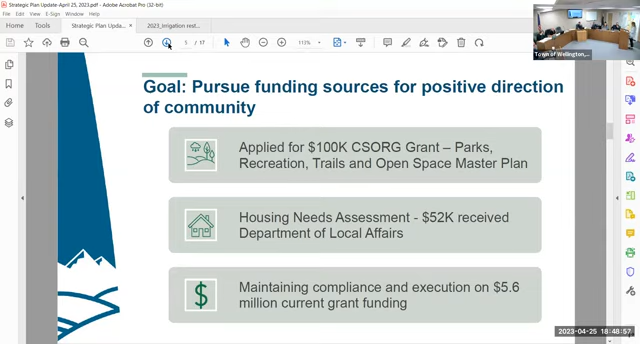 Strategic Plan Update-April 25, 2023.pdf - Adobe Acrobat Pro (32-bit)
File Edit View E-Sign Window Help
Home Tools Strategic Plan Upda... × 2023_Irrigation rest...
5 / 17 113%
Town of Wellington,...
Goal: Pursue funding sources for positive direction
of community
Applied for $100K CSORG Grant – Parks,
Recreation, Trails and Open Space Master Plan
Housing Needs Assessment - $52K received
Department of Local Affairs
$
Maintaining compliance and execution on $5.6
million current grant funding
2023-04-25 18:48:57